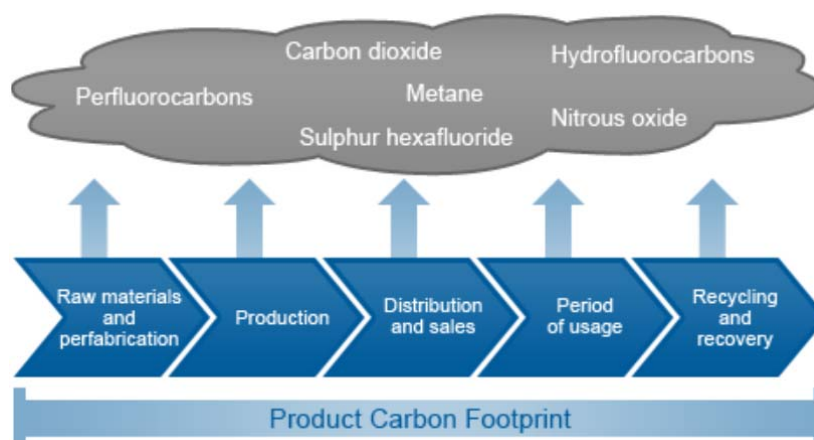 Carbon dioxide
Hydrofluorocarbons
Perfluorocarbons
Metane
Nitrous oxide
Sulphur hexafluoride
Raw materials
and
perfabrication
Production
Distribution
and sales
Period
of usage
Recycling
and
recovery
Product Carbon Footprint